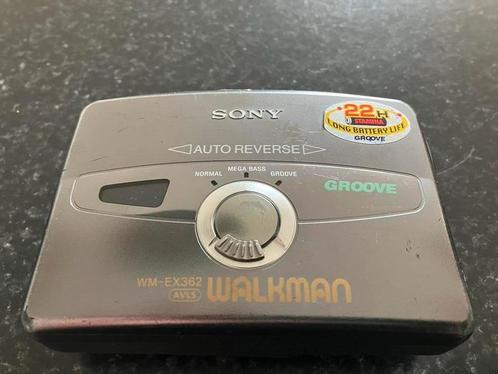 SONY
22H
STAMINA
LONG BATTERY LIFE
GROOVE
AUTO REVERSE
NORMAL MEGA BASS GROOVE
GROOVE
WM-EX362
AVLS
WALKMAN